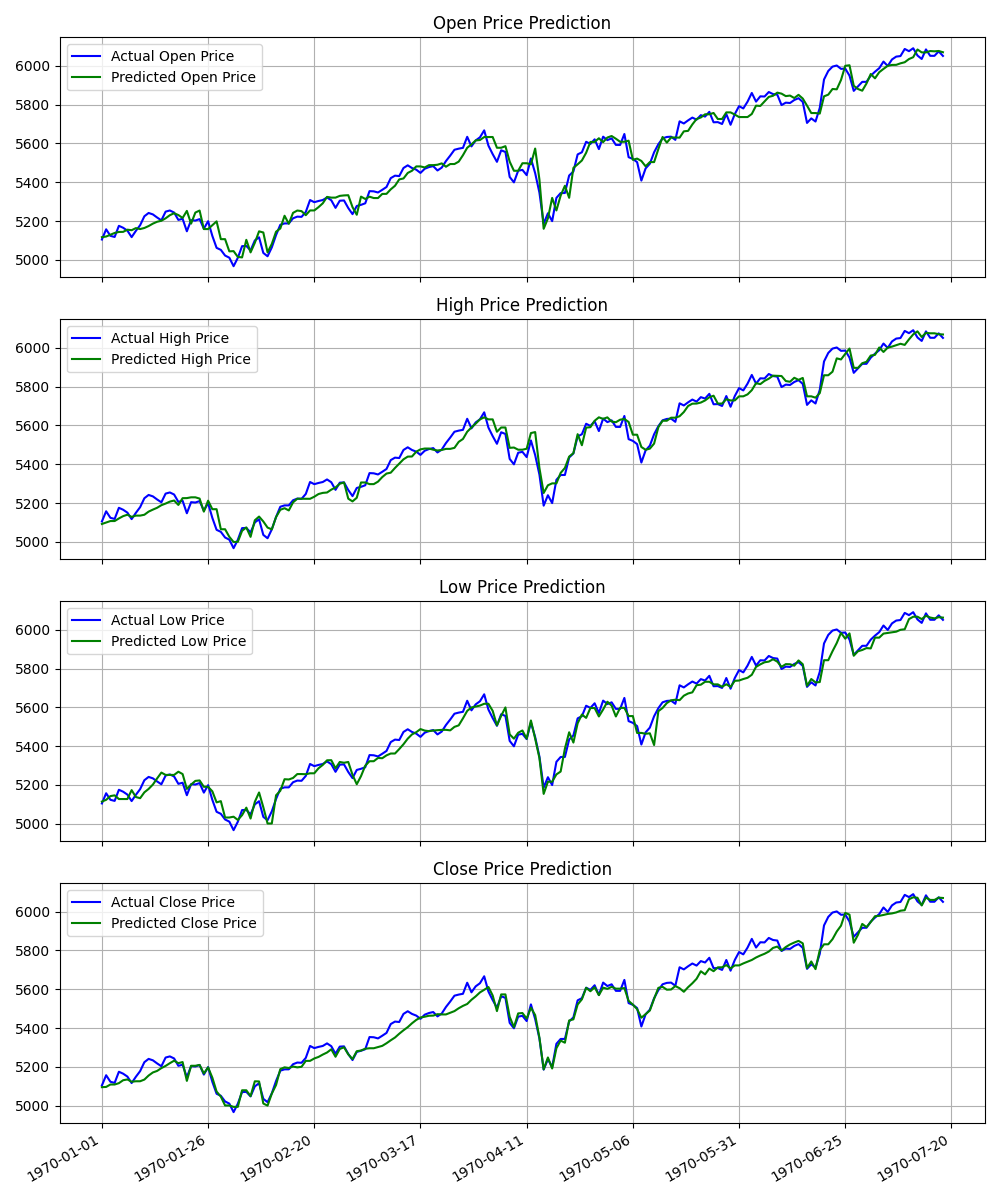 Open Price Prediction
Actual Open Price
Predicted Open Price
6000
5800
5600
5400
5200
5000
High Price Prediction
Actual High Price
Predicted High Price
6000
5800
5600
5400
5200
5000
Low Price Prediction
Actual Low Price
Predicted Low Price
6000
5800
5600
5400
5200
5000
Close Price Prediction
Actual Close Price
Predicted Close Price
6000
5800
5600
5400
5200
5000
1970-01-01
1970-01-26
1970-02-20
1970-03-17
1970-04-11
1970-05-06
1970-05-31
1970-06-25
1970-07-20